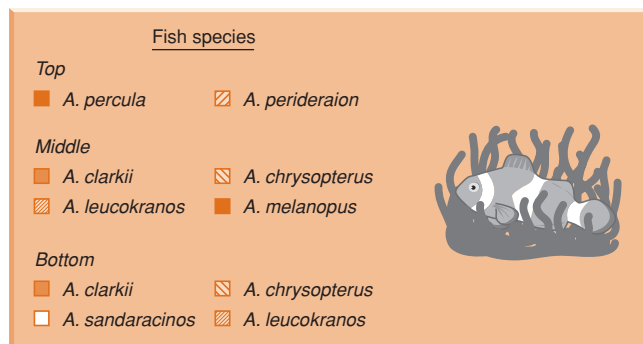 Fish species
Top
A. percula A. perideraion
Middle
A. clarkii A. chrysopterus
A. leucokranos A. melanopus
Bottom
A. clarkii A. chrysopterus
A. sandaracinos A. leucokranos